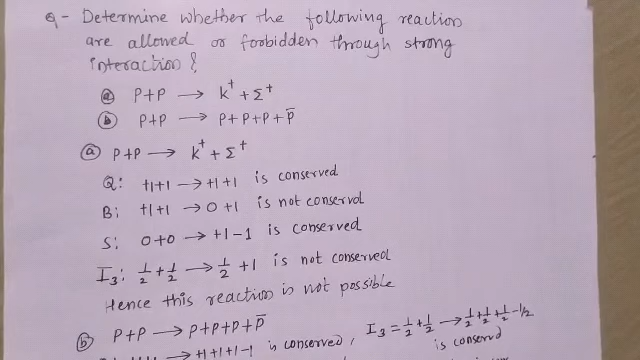 Q- Determine whether the following reaction
are allowed or forbidden through strong
interaction?
ⓐ P+P → K⁺ + Σ⁺
ⓑ P+P → P+P+P+P̅
ⓐ P+P → K⁺ + Σ⁺
Q: +1+1 → +1+1 is conserved
B: +1+1 → 0+1 is not conserved
S: 0+0 → +1-1 is conserved
I₃: ½+½ → ½+1 is not conserved
Hence this reaction is not possible
ⓑ P+P → P+P+P+P̅ I₃ = ½+½ → ½+½+½-½
→ +1+1+1-1 is conserved, is conserved